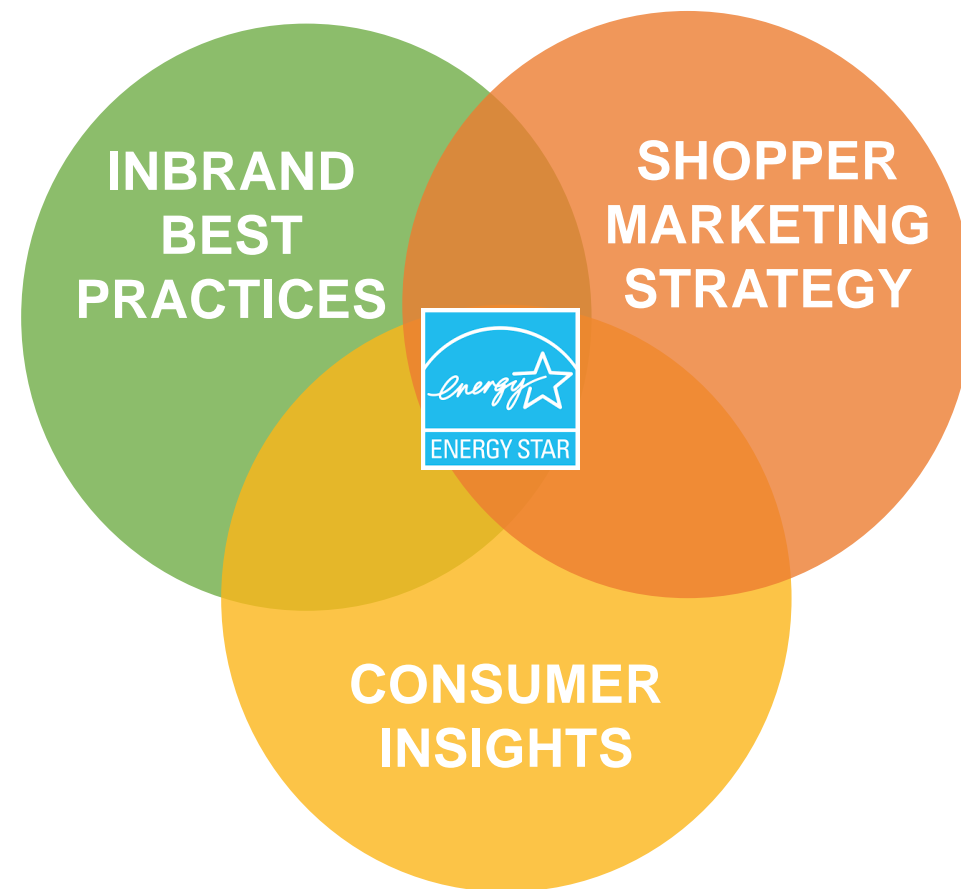 INBRAND
BEST
PRACTICES
SHOPPER
MARKETING
STRATEGY
energy
ENERGY STAR
CONSUMER
INSIGHTS